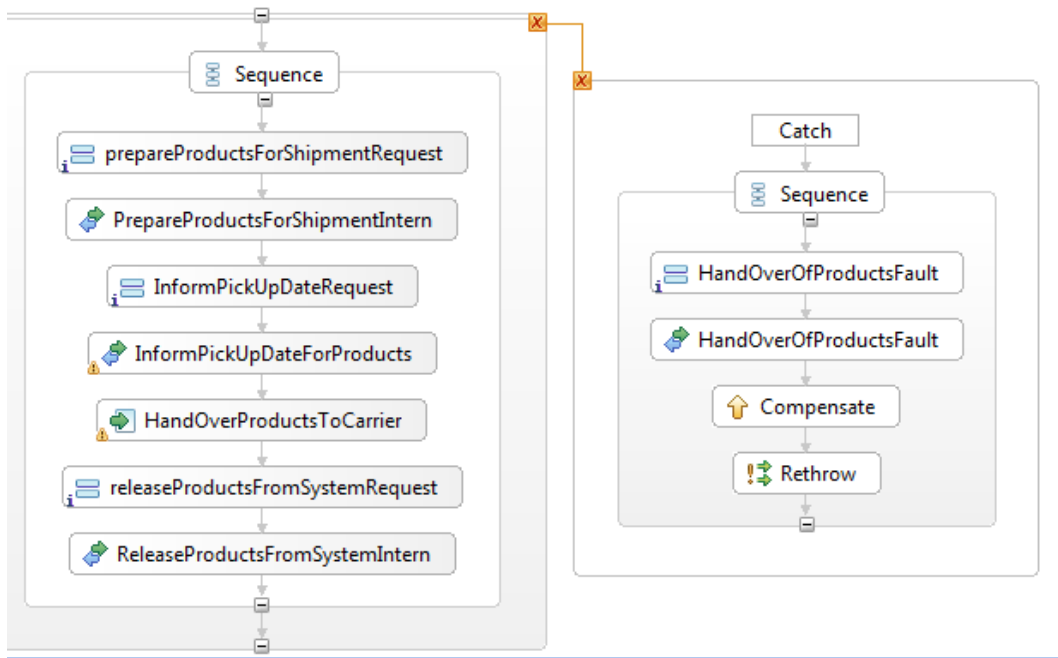 Sequence
prepareProductsForShipmentRequest
PrepareProductsForShipmentIntern
InformPickUpDateRequest
InformPickUpDateForProducts
HandOverProductsToCarrier
releaseProductsFromSystemRequest
ReleaseProductsFromSystemIntern
Catch
Sequence
HandOverOfProductsFault
HandOverOfProductsFault
Compensate
Rethrow